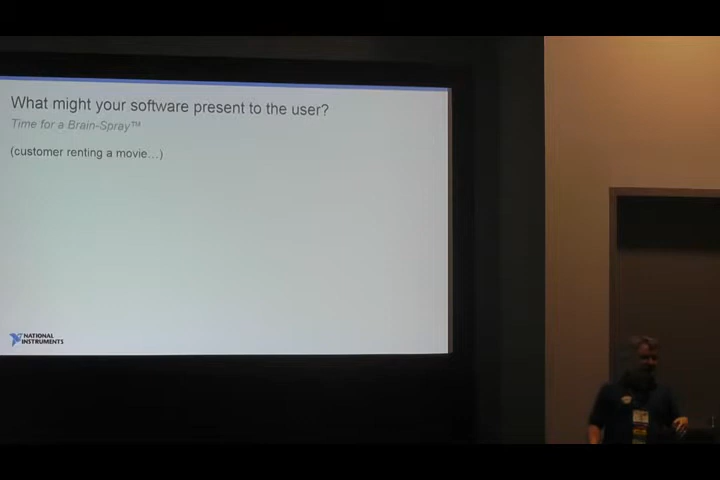 What might your software present to the user?
Time for a Brain-Spray™
(customer renting a movie...)
NATIONAL
INSTRUMENTS